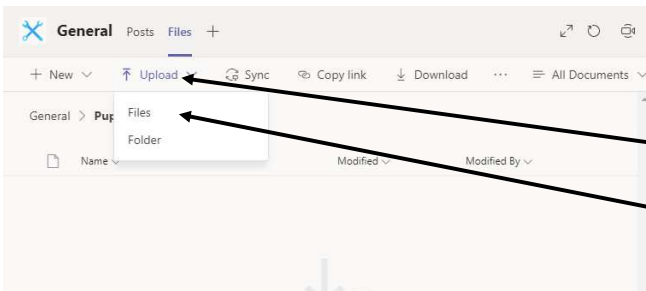 General Posts Files +
+ New Upload Sync Copy link Download ... All Documents
General > Pup
Files
Folder
Name Modified Modified By